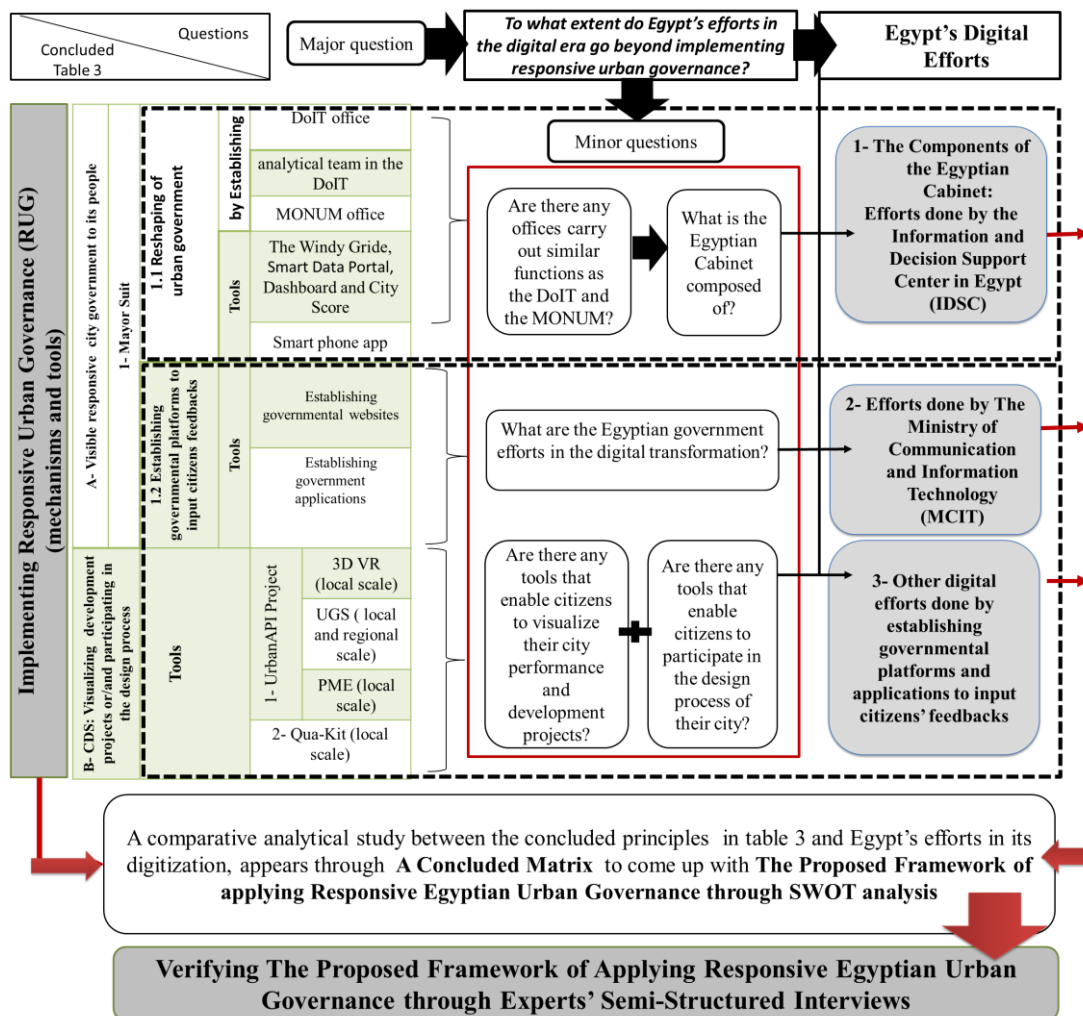 Questions
Concluded
Table 3
Major question
To what extent do Egypt's efforts in
the digital era go beyond implementing
responsive urban governance?
Egypt's Digital
Efforts
Minor questions
Implementing Responsive Urban Governance (RUG)
(mechanisms and tools)
A- Visible responsive city government to its people
1- Mayor Suit
1.1 Reshaping of
urban government
by Establishing
DoIT office
analytical team in the
DoIT
MONUM office
Tools
The Windy Gride,
Smart Data Portal,
Dashboard and City
Score
Smart phone app
1.2 Establishing
governmental platforms to
input citizens feedbacks
Tools
Establishing
governmental websites
Establishing
government
applications
B- CDS: Visualizing development
projects or/and participating in
the design process
Tools
1- UrbanAPI Project
3D VR
(local scale)
UGS ( local
and regional
scale)
PME (local
scale)
2- Qua-Kit (local
scale)
Are there any
offices carry
out similar
functions as
the DoIT and
the MONUM?
What is the
Egyptian
Cabinet
composed
of?
What are the Egyptian government
efforts in the digital transformation?
Are there any
tools that
enable citizens
to visualize
their city
performance
and
development
projects?
Are there any
tools that
enable
citizens to
participate in
the design
process of
their city?
1- The Components
of the Egyptian
Cabinet:
Efforts done by the
Information and
Decision Support
Center in Egypt
(IDSC)
2- Efforts done by The
Ministry of
Communication
and Information
Technology
(MCIT)
3- Other digital
efforts done by
establishing
governmental
platforms and
applications to input
citizens' feedbacks
A comparative analytical study between the concluded principles in table 3 and Egypt's efforts in its
digitization, appears through A Concluded Matrix to come up with The Proposed Framework of
applying Responsive Egyptian Urban Governance through SWOT analysis
Verifying The Proposed Framework of Applying Responsive Egyptian Urban
Governance through Experts' Semi-Structured Interviews